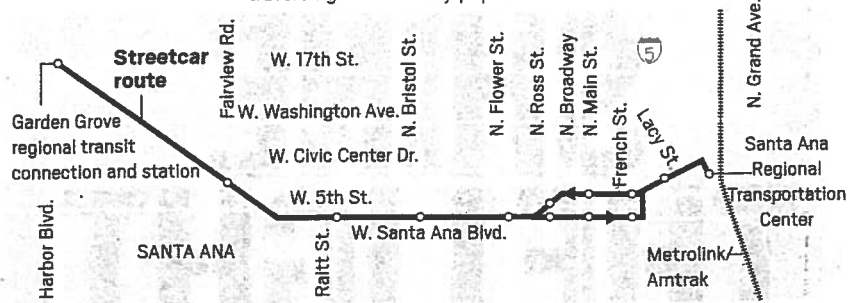 Streetcar
route
Fairview Rd.
W. 17th St.
N. Bristol St.
N. Flower St.
N. Ross St.
N. Broadway
N. Main St.
5
N. Grand Ave.
W. Washington Ave.
Garden Grove
regional transit
connection and station
W. Civic Center Dr.
French St.
Lacy St.
Santa Ana
Regional
Transportation
Center
W. 5th St.
Harbor Blvd.
SANTA ANA
Raitt St.
W. Santa Ana Blvd.
Metrolink/
Amtrak